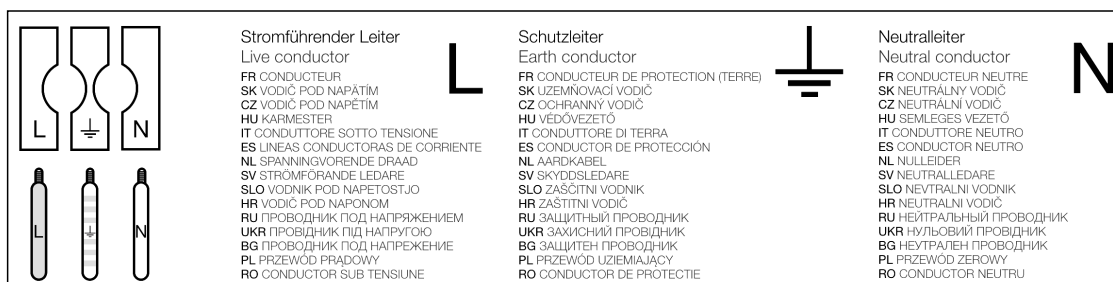 L
N
L
N
Stromführender Leiter
Live conductor
FR CONDUCTEUR
SK VODIČ POD NAPÄTÍM
CZ VODIČ POD NAPĚTÍM
HU KARMESTER
IT CONDUTTORE SOTTO TENSIONE
ES LINEAS CONDUCTORAS DE CORRIENTE
NL SPANNINGVORENDE DRAAD
SV STRÖMFÖRANDE LEDARE
SLO VODNIK POD NAPETOSTJO
HR VODIČ POD NAPONOM
RU ПРОВОДНИК ПОД НАПРЯЖЕНИЕМ
UKR ПРОВІДНИК ПІД НАПРУГОЮ
BG ПРОВОДНИК ПОД НАПРЕЖЕНИЕ
PL PRZEWÓD PRĄDOWY
RO CONDUCTOR SUB TENSIUNE
L
Schutzleiter
Earth conductor
FR CONDUCTEUR DE PROTECTION (TERRE)
SK UZEMŇOVACÍ VODIČ
CZ OCHRANNÝ VODIČ
HU VÉDŐVEZETŐ
IT CONDUTTORE DI TERRA
ES CONDUCTOR DE PROTECCIÓN
NL AARDKABEL
SV SKYDDSLEDARE
SLO ZAŠČITNI VODNIK
HR ZAŠTITNI VODIČ
RU ЗАЩИТНЫЙ ПРОВОДНИК
UKR ЗАХИСНИЙ ПРОВІДНИК
BG ЗАЩИТЕН ПРОВОДНИК
PL PRZEWÓD UZIEMIAJĄCY
RO CONDUCTOR DE PROTECTIE
Neutralleiter
Neutral conductor
FR CONDUCTEUR NEUTRE
SK NEUTRÁLNY VODIČ
CZ NEUTRÁLNÍ VODIČ
HU SEMLEGES VEZETŐ
IT CONDUTTORE NEUTRO
ES CONDUCTOR NEUTRO
NL NULLEIDER
SV NEUTRALLEDARE
SLO NEVTRALNI VODNIK
HR NEUTRALNI VODIČ
RU НЕЙТРАЛЬНЫЙ ПРОВОДНИК
UKR НУЛЬОВИЙ ПРОВІДНИК
BG НЕУТРАЛЕН ПРОВОДНИК
PL PRZEWÓD ZEROWY
RO CONDUCTOR NEUTRU
N